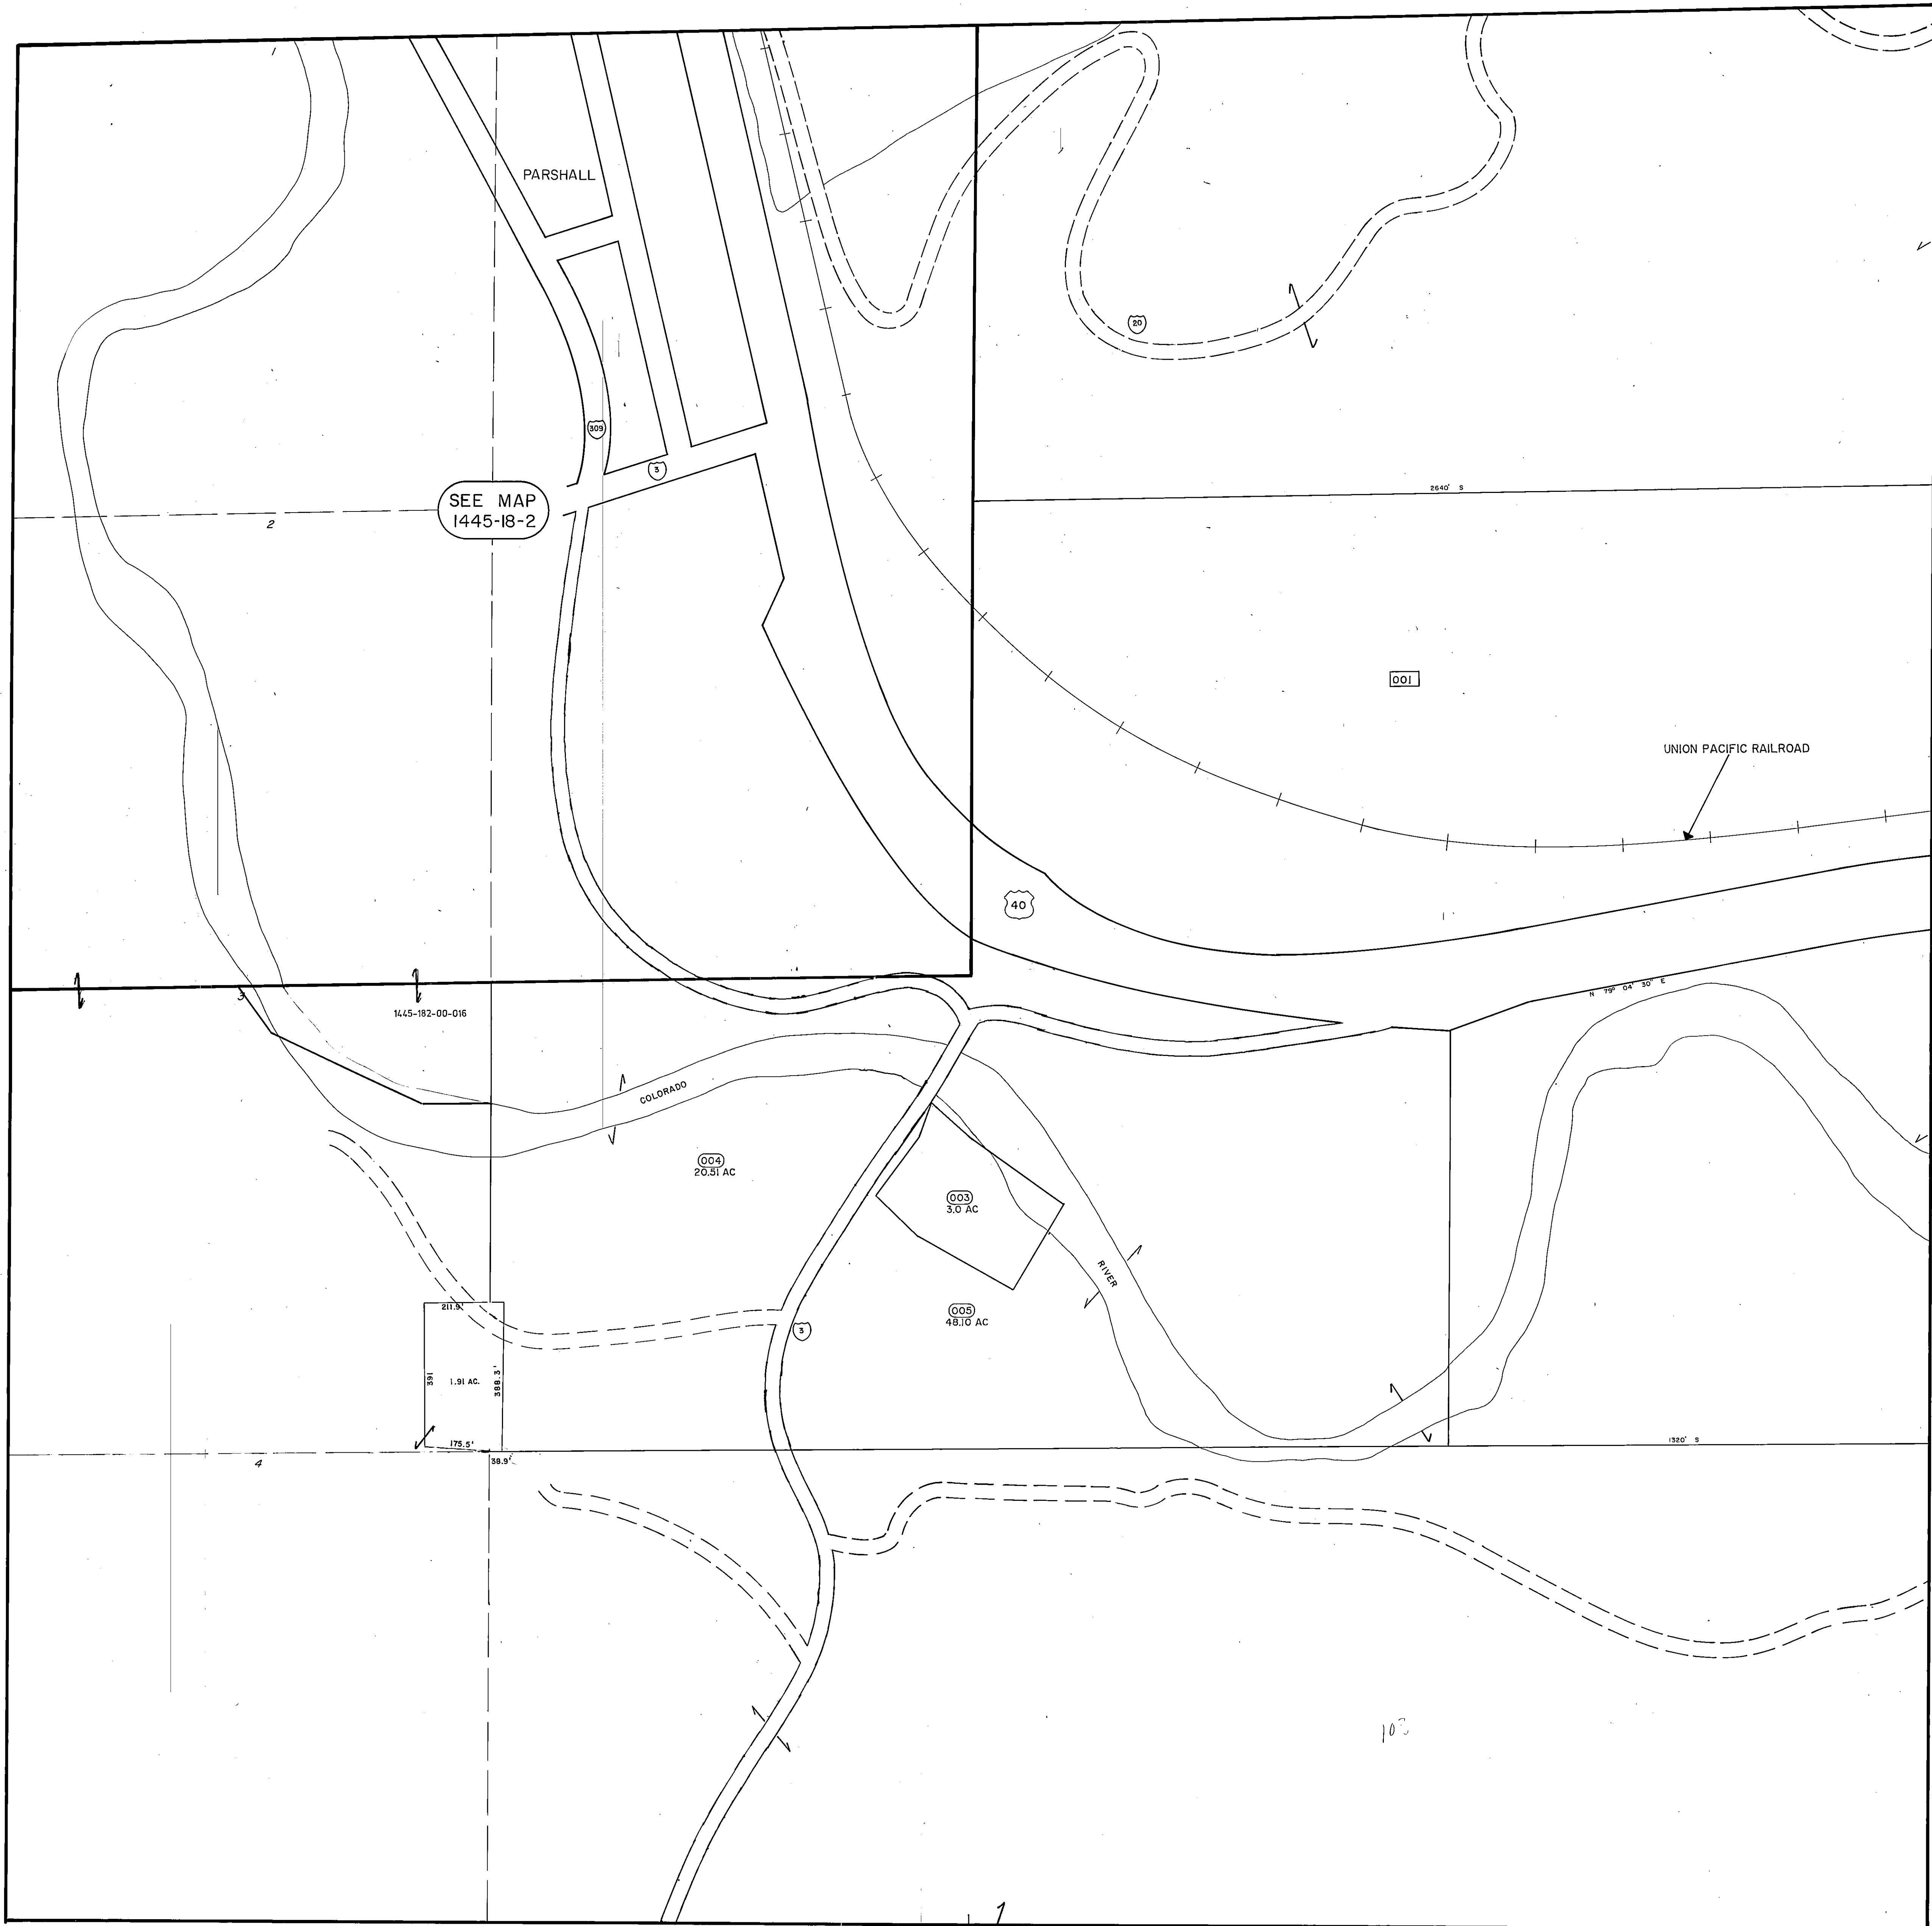 1
PARSHALL
20
309
3
SEE MAP
1445-18-2
2
2640' S
001
UNION PACIFIC RAILROAD
40
N 79° 04' 30" E
3
1445-182-00-016
COLORADO
004
20.51 AC
003
3.0 AC
RIVER
211.9'
005
48.10 AC
3
391
1.91 AC.
388.3'
175.5'
38.9'
4
1320' S